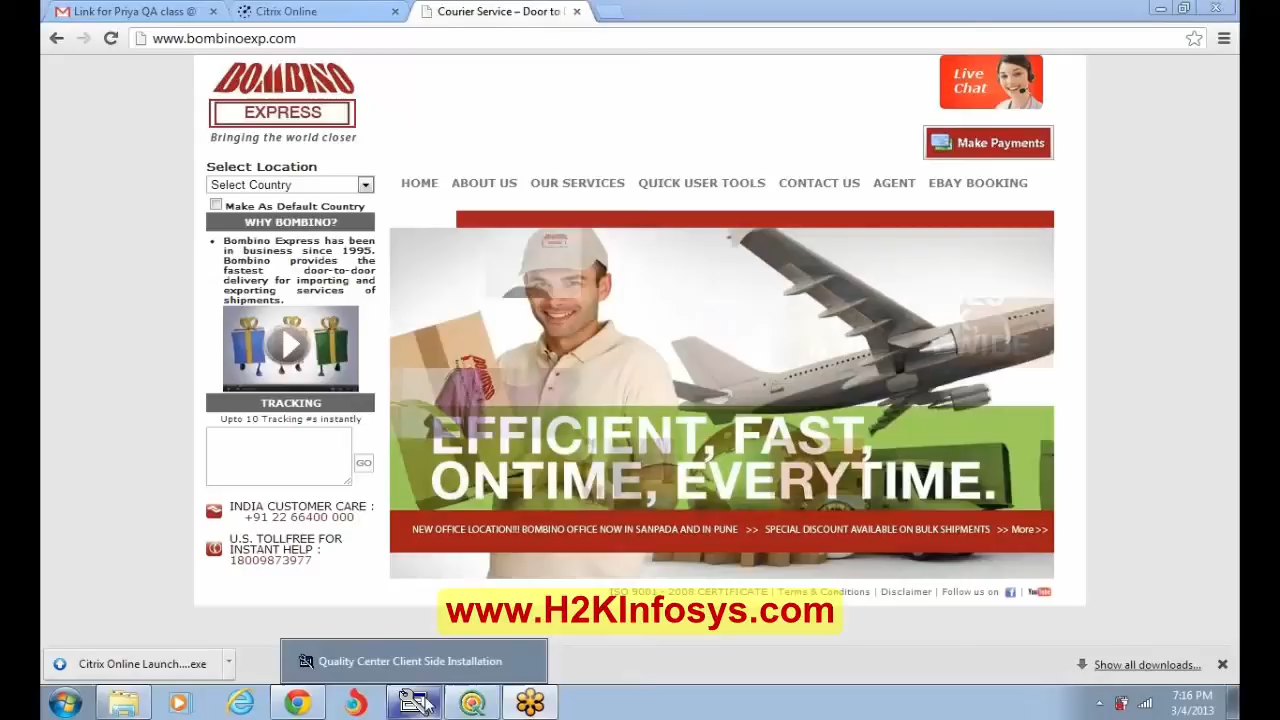 Link for Priya QA class @
Citrix Online
Courier Service – Door to
www.bombinoexp.com
BOMBINO
EXPRESS
Bringing the world closer
Live
Chat
Make Payments
Select Location
Select Country
Make As Default Country
HOME ABOUT US OUR SERVICES QUICK USER TOOLS CONTACT US AGENT EBAY BOOKING
WHY BOMBINO?
• Bombino Express has been
in business since 1995.
Bombino provides the
fastest door-to-door
delivery for importing and
exporting services of
shipments.
TRACKING
Upto 10 Tracking #s instantly
GO
INDIA CUSTOMER CARE :
+91 22 66400 000
U.S. TOLLFREE FOR
INSTANT HELP :
18009873977
BOMBINO
EFFICIENT, FAST,
ONTIME, EVERYTIME.
NEW OFFICE LOCATION!!! BOMBINO OFFICE NOW IN SANPADA AND IN PUNE >> SPECIAL DISCOUNT AVAILABLE ON BULK SHIPMENTS >> More >>
ISO 9001 - 2008 CERTIFICATE | Terms & Conditions | Disclaimer | Follow us on
www.H2KInfosys.com
Citrix Online Launch....exe
Quality Center Client Side Installation
Show all downloads...
7:16 PM
3/4/2013